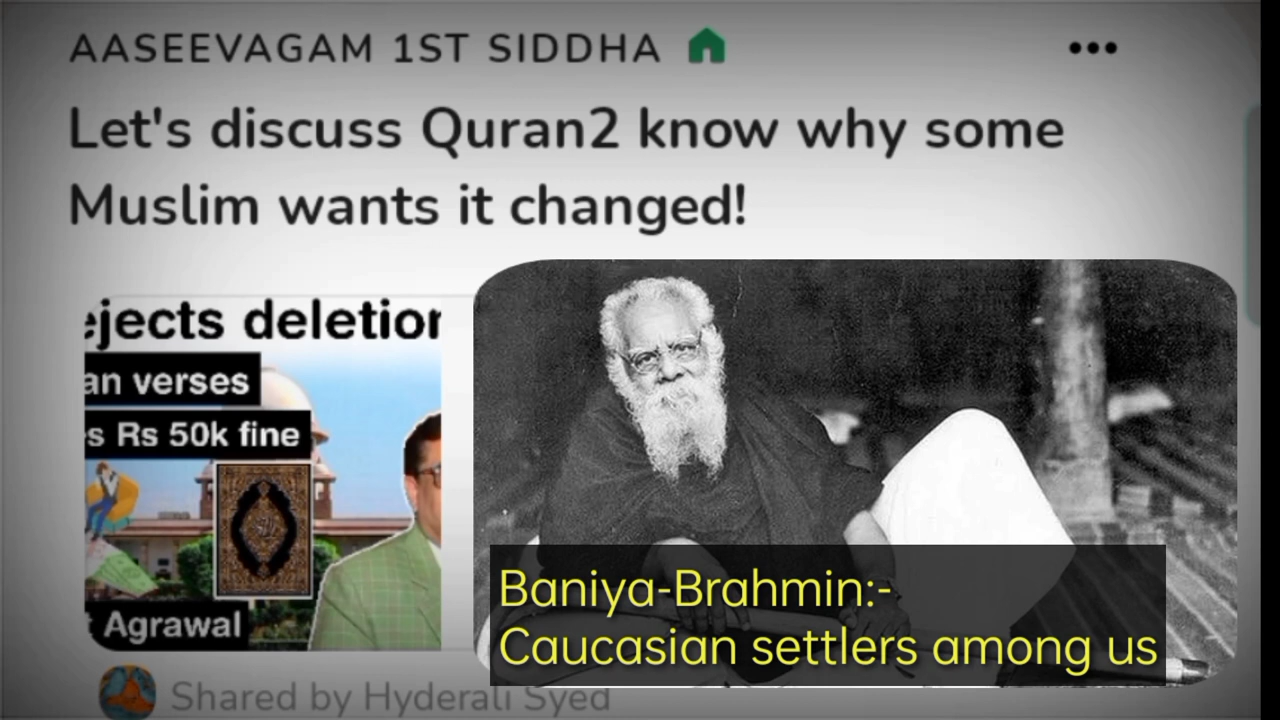 AASEEVAGAM 1ST SIDDHA
Let's discuss Quran2 know why some
Muslim wants it changed!
ejects deletion
an verses
s Rs 50k fine
Agrawal
Baniya-Brahmin:-
Caucasian settlers among us
Shared by Hyderali Syed